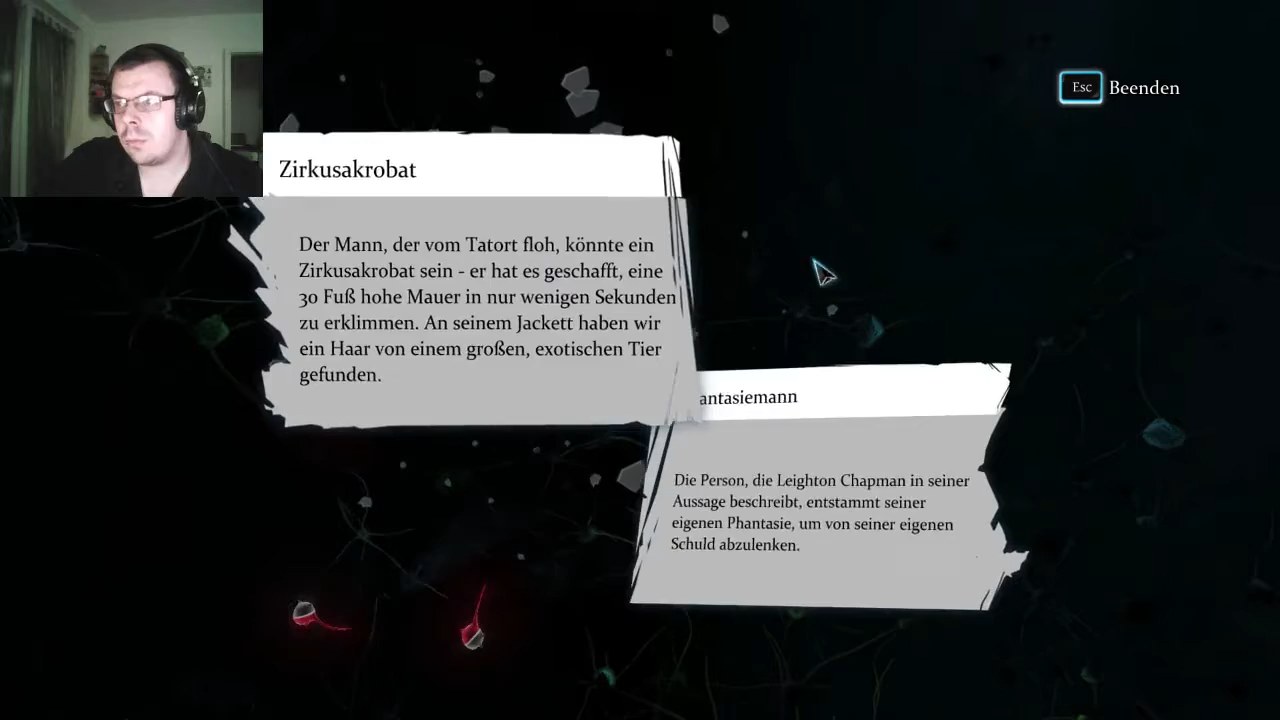 Esc Beenden
Zirkusakrobat
Der Mann, der vom Tatort floh, könnte ein
Zirkusakrobat sein - er hat es geschafft, eine
30 Fuß hohe Mauer in nur wenigen Sekunden
zu erklimmen. An seinem Jackett haben wir
ein Haar von einem großen, exotischen Tier
gefunden.
antasiemann
Die Person, die Leighton Chapman in seiner
Aussage beschreibt, entstammt seiner
eigenen Phantasie, um von seiner eigenen
Schuld abzulenken.